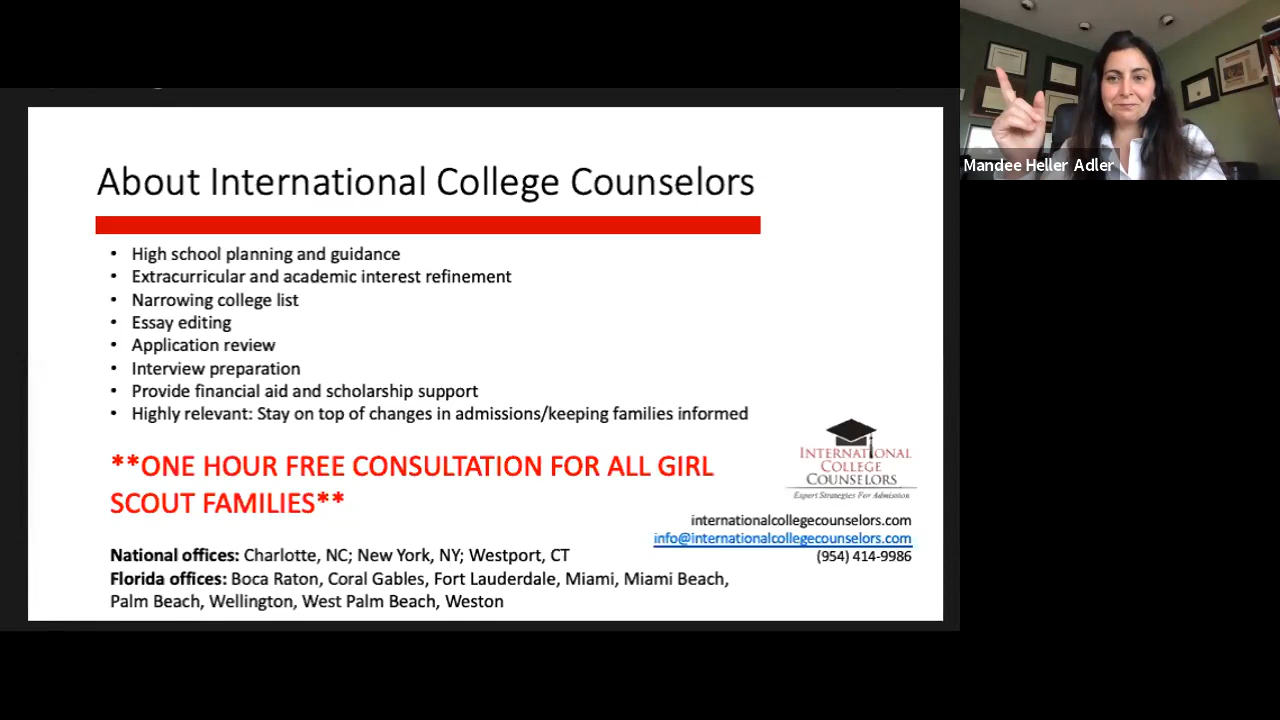 About International College Counselors
• High school planning and guidance
• Extracurricular and academic interest refinement
• Narrowing college list
• Essay editing
• Application review
• Interview preparation
• Provide financial aid and scholarship support
• Highly relevant: Stay on top of changes in admissions/keeping families informed
**ONE HOUR FREE CONSULTATION FOR ALL GIRL
SCOUT FAMILIES**
National offices: Charlotte, NC; New York, NY; Westport, CT
Florida offices: Boca Raton, Coral Gables, Fort Lauderdale, Miami, Miami Beach,
Palm Beach, Wellington, West Palm Beach, Weston
INTERNATIONAL
COLLEGE
COUNSELORS
Expert Strategies For Admission
internationalcollegecounselors.com
info@internationalcollegecounselors.com
(954) 414-9986
Mandee Heller Adler